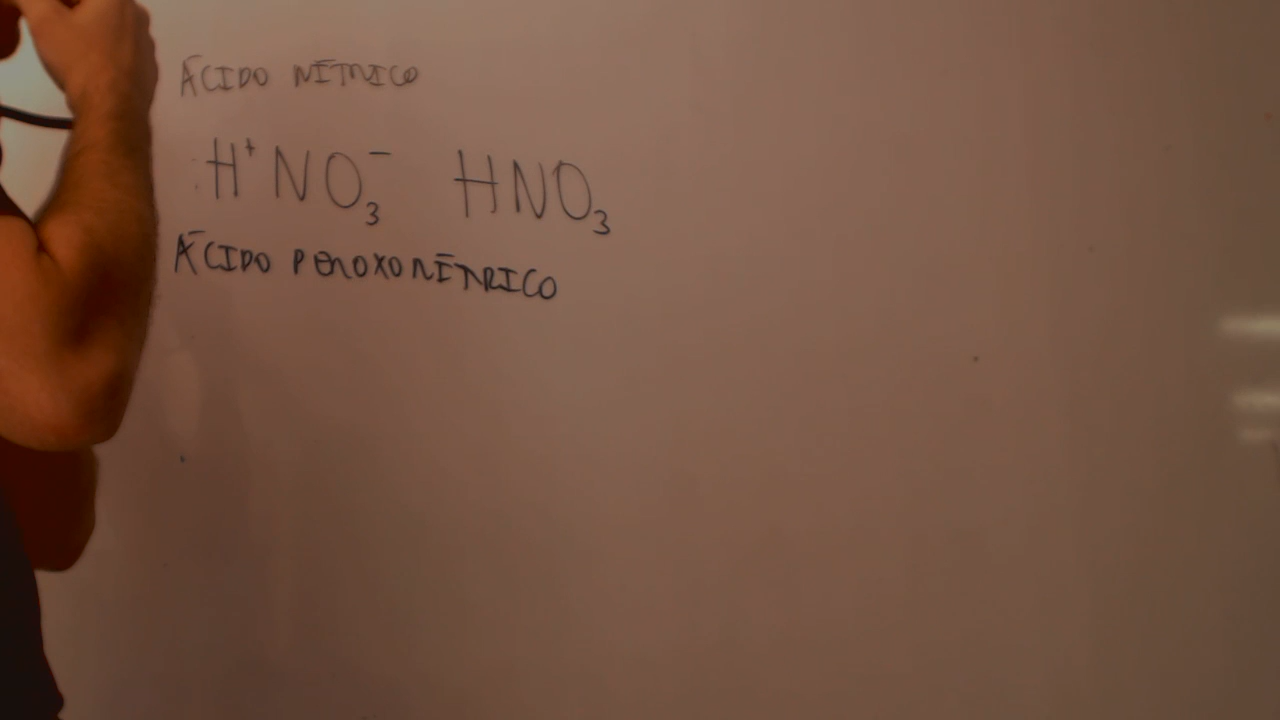 ÁCIDO NÍTRICO
H⁺NO₃⁻ HNO₃
ÁCIDO PEROXONÍTRICO